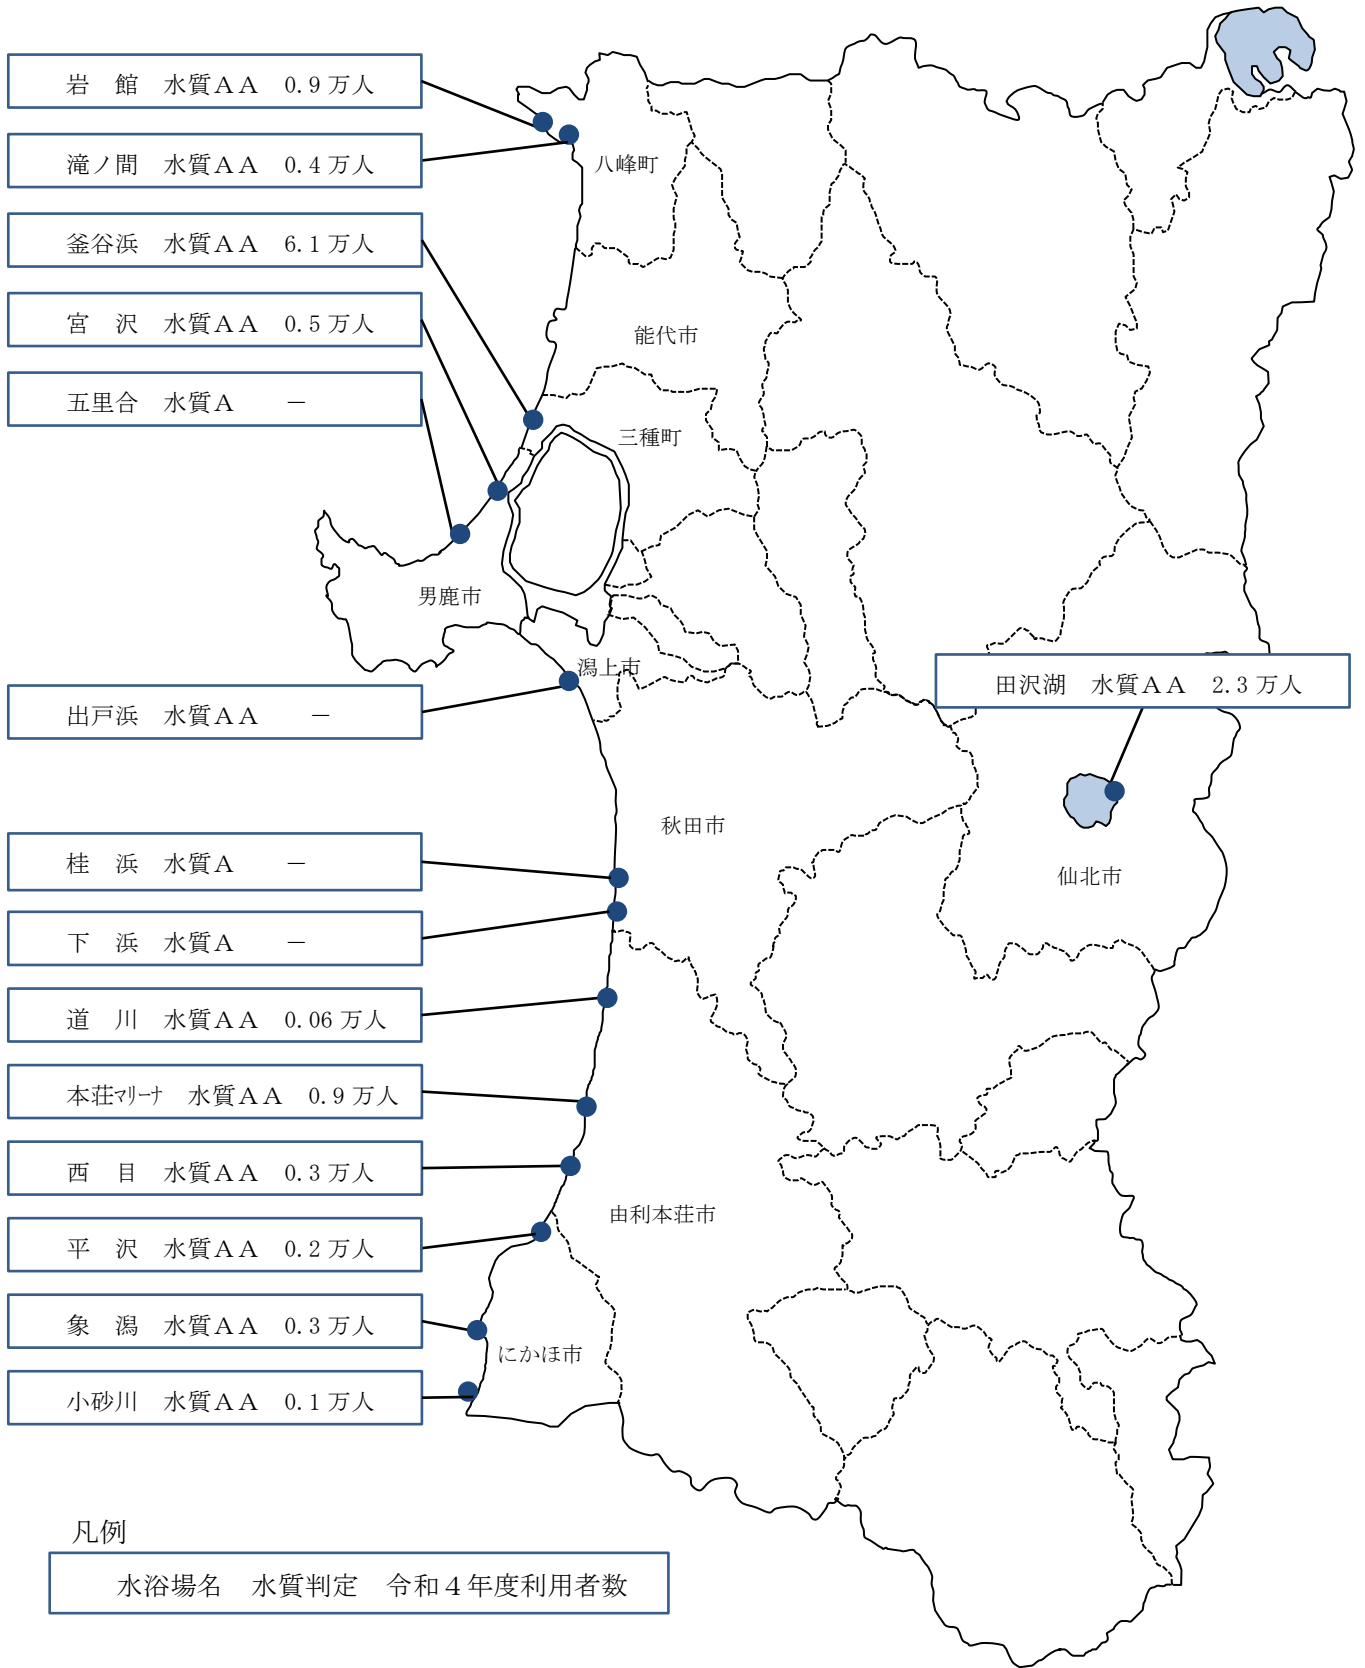 岩　館　水質ＡＡ　0.9万人
滝ノ間　水質ＡＡ　0.4万人
八峰町
釜谷浜　水質ＡＡ　6.1万人
宮　沢　水質ＡＡ　0.5万人
能代市
五里合　水質Ａ　　－
三種町
男鹿市
潟上市
田沢湖　水質ＡＡ　2.3万人
出戸浜　水質ＡＡ　　－
秋田市
桂　浜　水質Ａ　　－
仙北市
下　浜　水質Ａ　　－
道　川　水質ＡＡ　0.06万人
本荘ﾏﾘｰﾅ　水質ＡＡ　0.9万人
西　目　水質ＡＡ　0.3万人
由利本荘市
平　沢　水質ＡＡ　0.2万人
象　潟　水質ＡＡ　0.3万人
にかほ市
小砂川　水質ＡＡ　0.1万人
凡例
水浴場名　水質判定　令和４年度利用者数